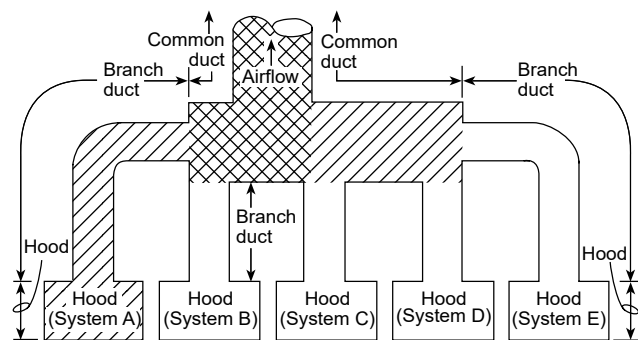 Common
duct
Common
duct
Branch
duct
Airflow
Branch
duct
Branch
duct
Hood
Hood
Hood
(System A)
Hood
(System B)
Hood
(System C)
Hood
(System D)
Hood
(System E)